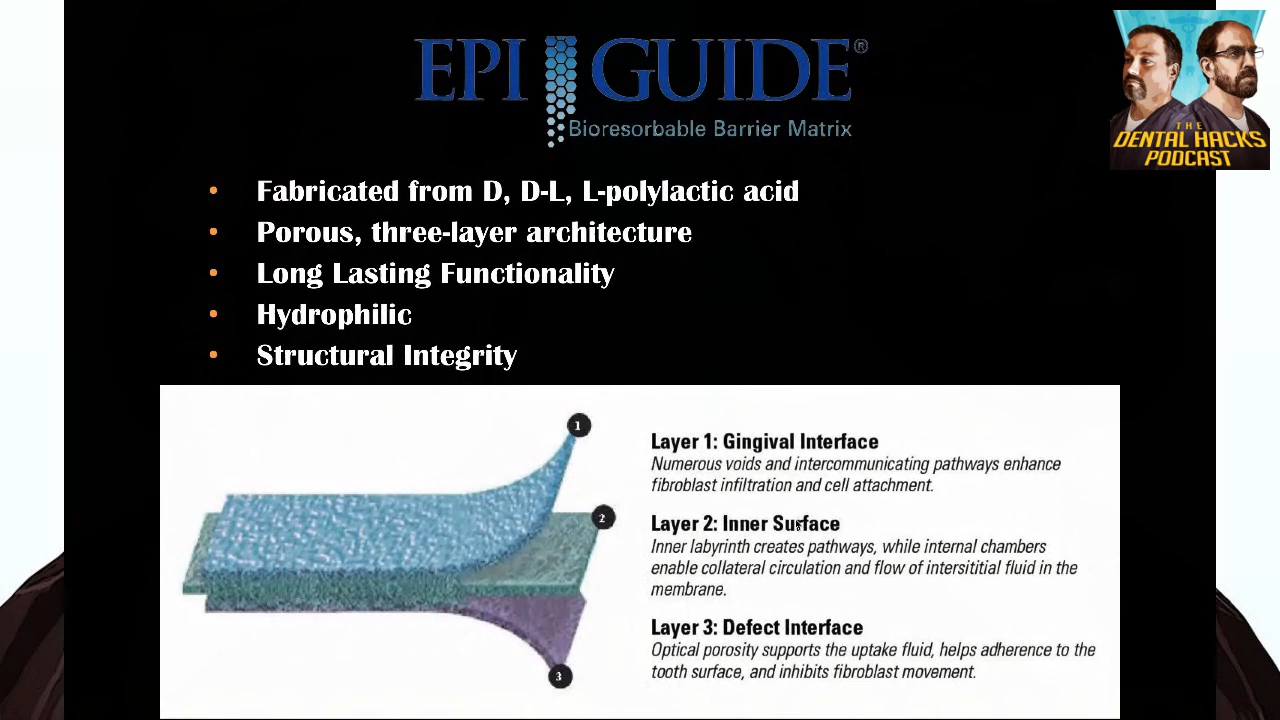 EPI GUIDE®
Bioresorbable Barrier Matrix
THE
DENTAL HACKS
PODCAST
• Fabricated from D, D-L, L-polylactic acid
• Porous, three-layer architecture
• Long Lasting Functionality
• Hydrophilic
• Structural Integrity
1
2
3
Layer 1: Gingival Interface
Numerous voids and intercommunicating pathways enhance
fibroblast infiltration and cell attachment.
Layer 2: Inner Surface
Inner labyrinth creates pathways, while internal chambers
enable collateral circulation and flow of intersititial fluid in the
membrane.
Layer 3: Defect Interface
Optical porosity supports the uptake fluid, helps adherence to the
tooth surface, and inhibits fibroblast movement.